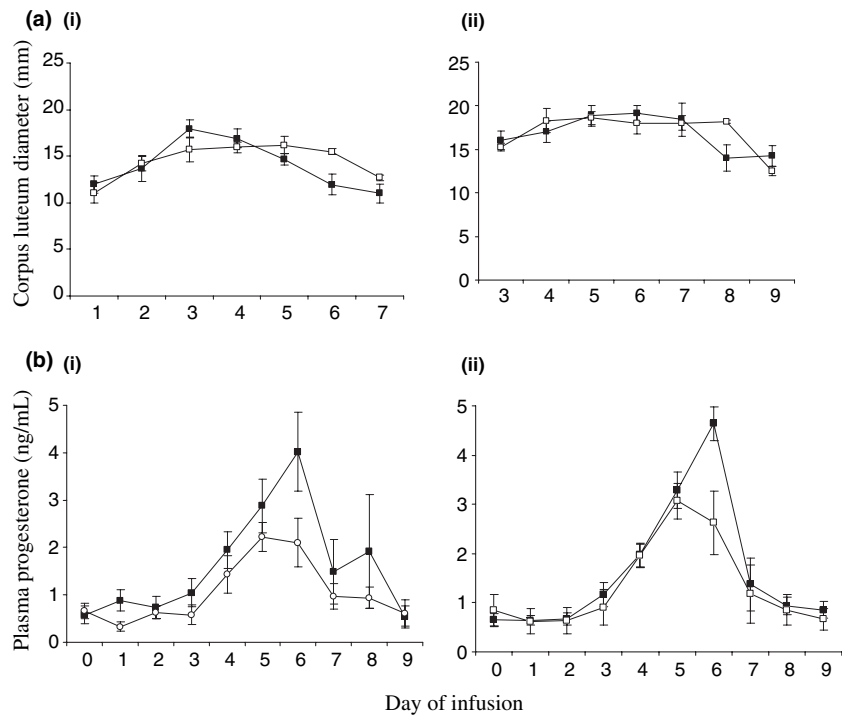 (a) (i)
(ii)
Corpus luteum diameter (mm)
25
20
15
10
5
0
1 2 3 4 5 6 7
25
20
15
10
5
0
3 4 5 6 7 8 9
(b) (i)
(ii)
Plasma progesterone (ng/mL)
5
4
3
2
1
0
0 1 2 3 4 5 6 7 8 9
5
4
3
2
1
0
0 1 2 3 4 5 6 7 8 9
Day of infusion